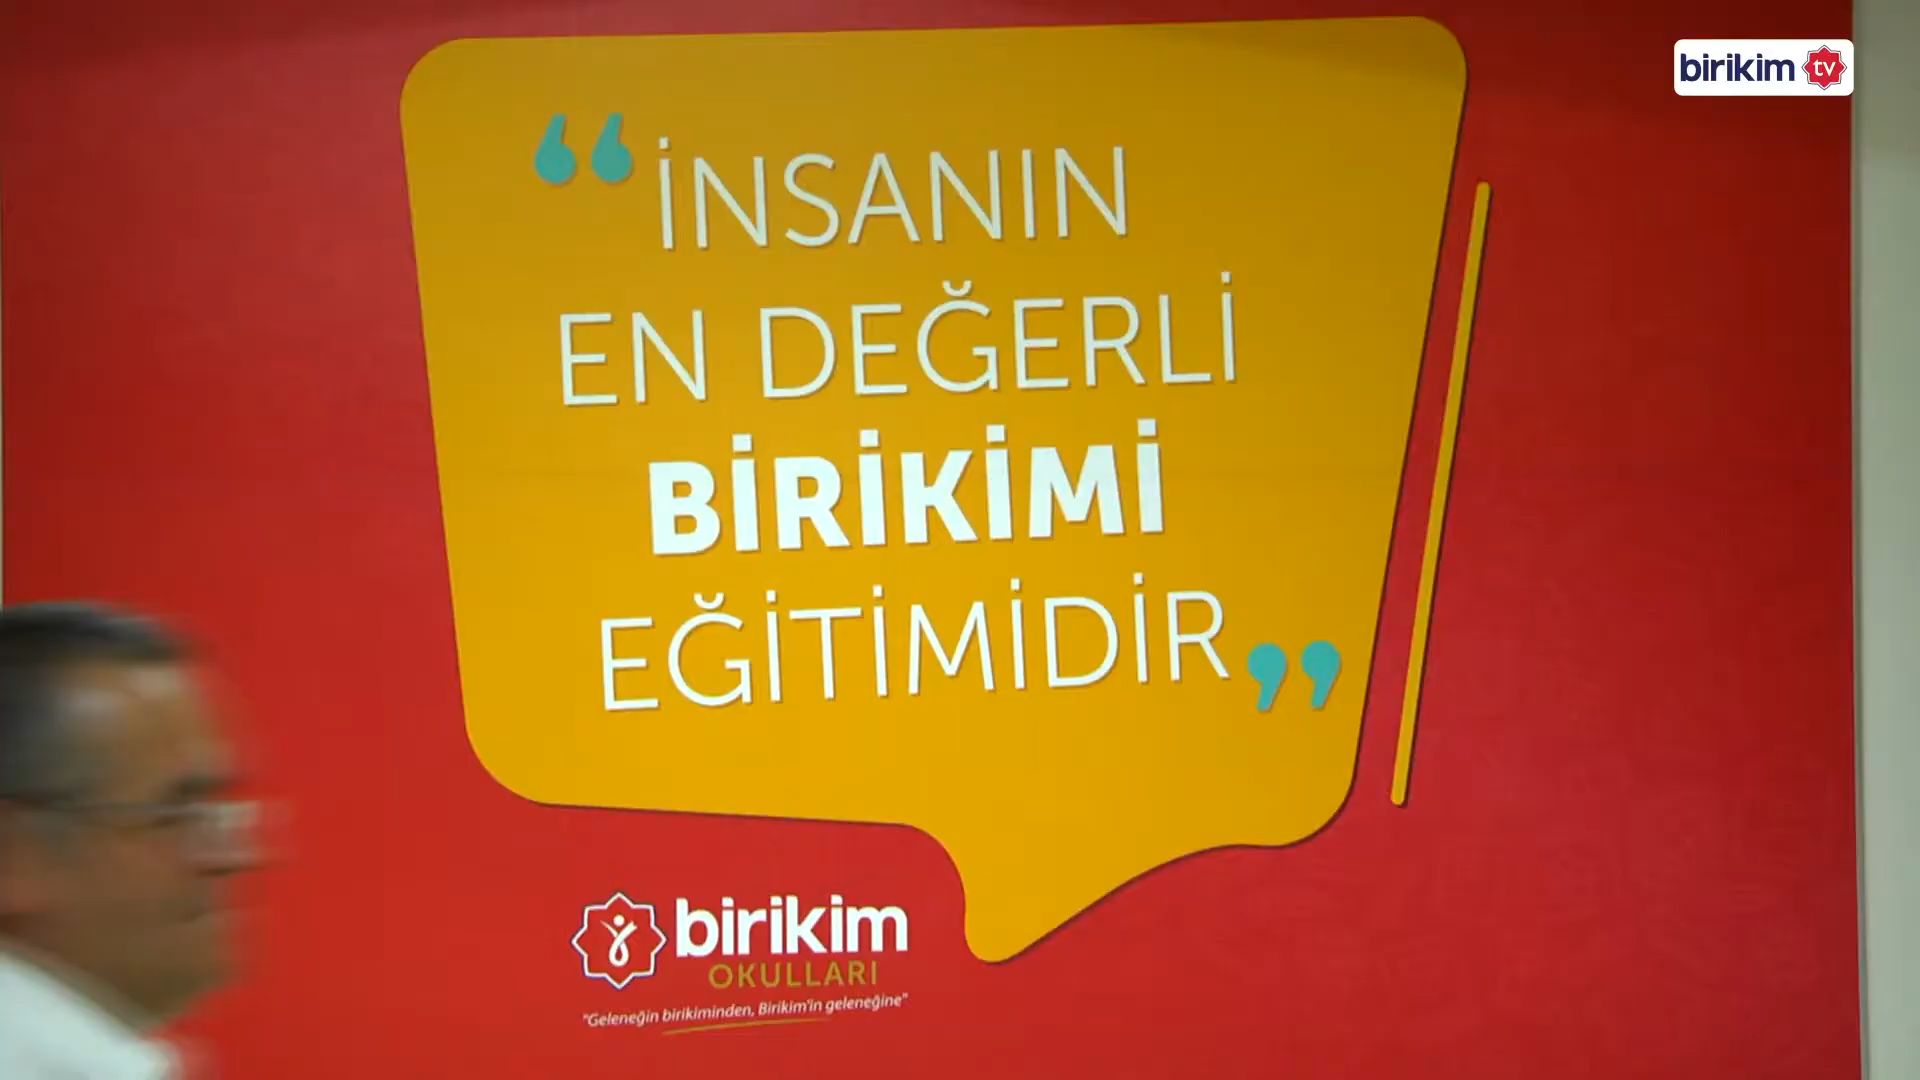 birikim tv
“İNSANIN
EN DEĞERLİ
BİRİKİMİ
EĞİTİMİDİR”
birikim
OKULLARI
"Geleneğin birikiminden, Birikim'in geleneğine"